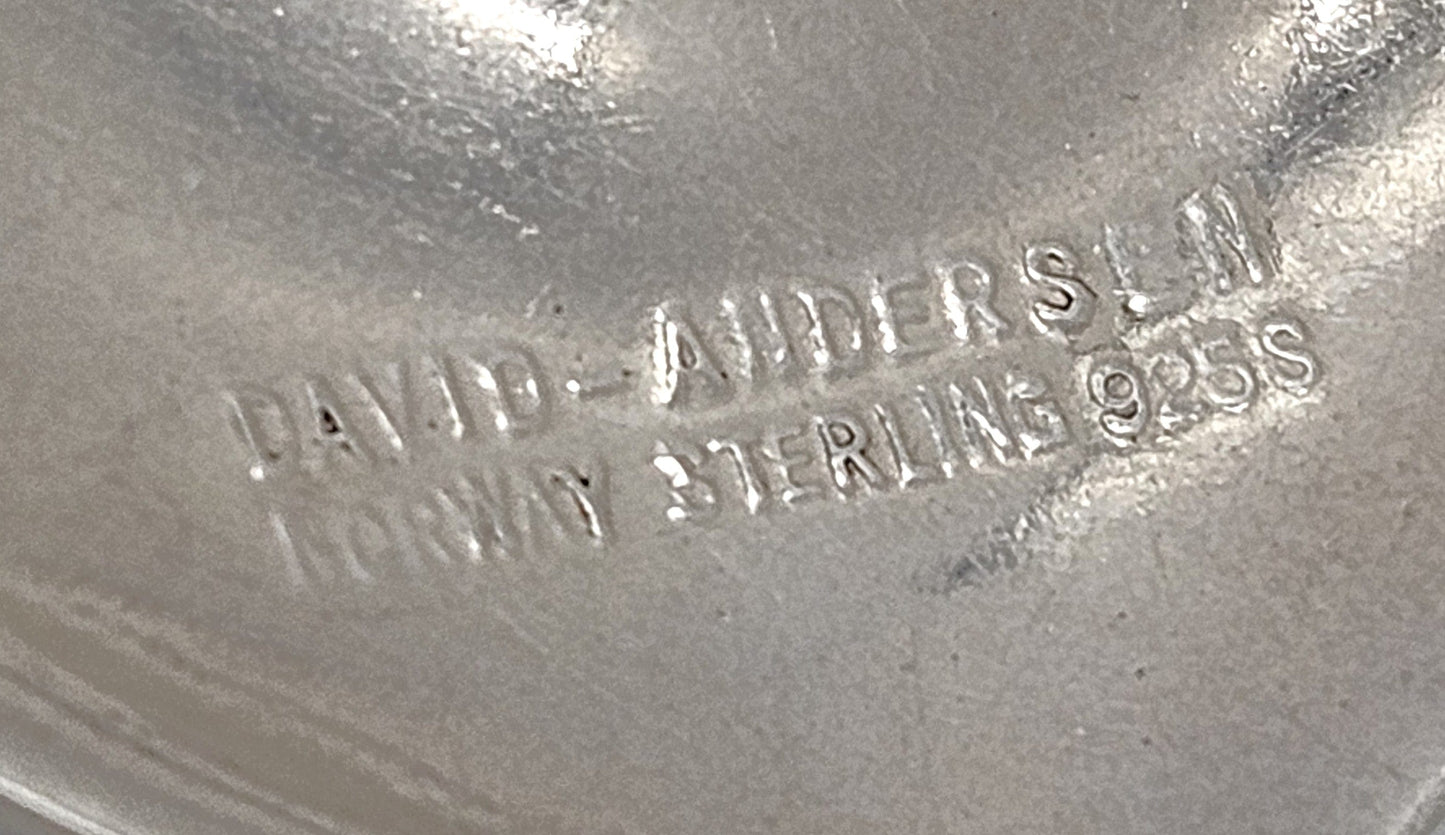 DAVID-ANDERSEN
NORWAY STERLING 925S